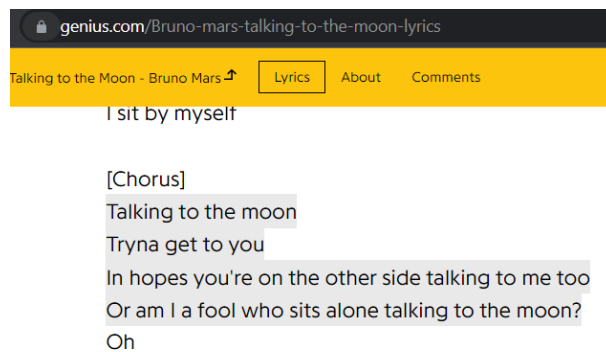 genius.com/Bruno-mars-talking-to-the-moon-lyrics
Talking to the Moon - Bruno Mars Lyrics About Comments
I sit by myself
[Chorus]
Talking to the moon
Tryna get to you
In hopes you're on the other side talking to me too
Or am I a fool who sits alone talking to the moon?
Oh